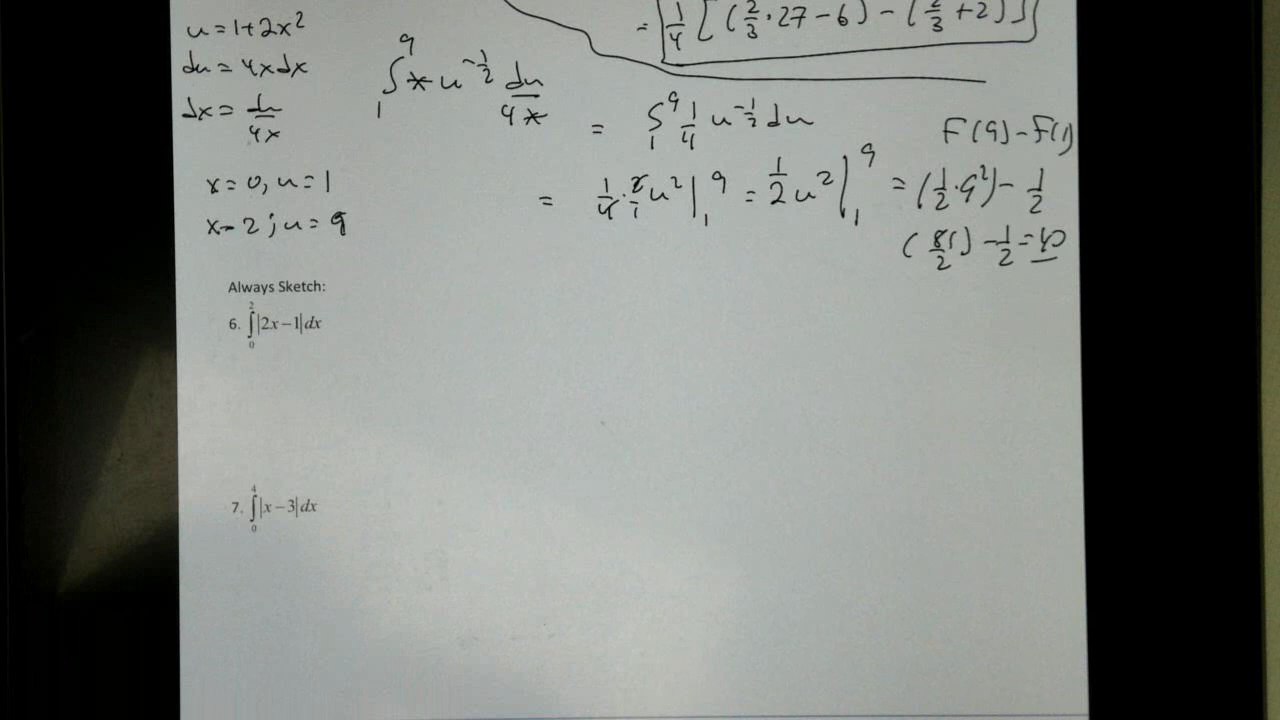 = 1/4 [ (2/3 · 27 − 6) − (2/3 + 2) ]
u = 1+2x²
du = 4x dx
dx = du/4x
∫₁⁹ x u^(-1/2) du/4x
= ∫₁⁹ 1/4 u^(-1/2) du
F(9) − F(1)
x=0, u=1
x=2; u=9
= 1/4 · 2/1 u² |₁⁹ = 1/2 u² |₁⁹ = (1/2 · 9²) − 1/2
(81/2) − 1/2 = 40
Always Sketch:
6. ∫₀² |2x−1| dx
7. ∫₀⁴ |x−3| dx